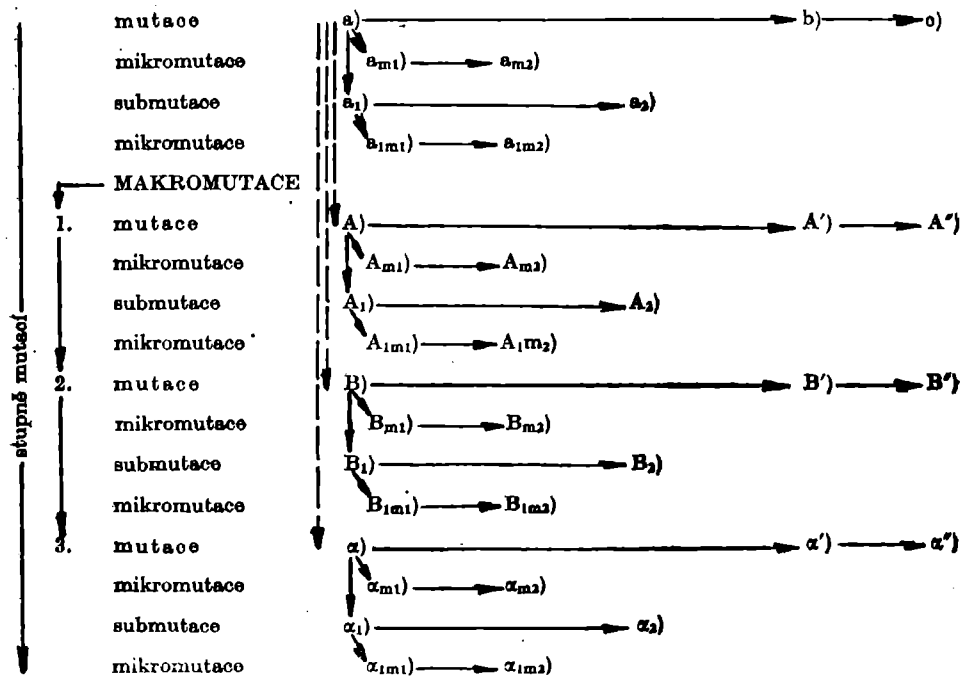 mutace a) b) c)
mikromutace a_m1) a_m2)
submutace a_1) a_2)
mikromutace a_1m1) a_1m2)
MAKROMUTACE
1. mutace A) A′) A″)
mikromutace A_m1) A_m2)
submutace A_1) A_2)
mikromutace A_1m1) A_1m_2)
2. mutace B) B′) B″)
mikromutace B_m1) B_m2)
submutace B_1) B_2)
mikromutace B_1m1) B_1m2)
3. mutace α) α′) α″)
mikromutace α_m1) α_m2)
submutace α_1) α_2)
mikromutace α_1m1) α_1m2)
stupně mutací